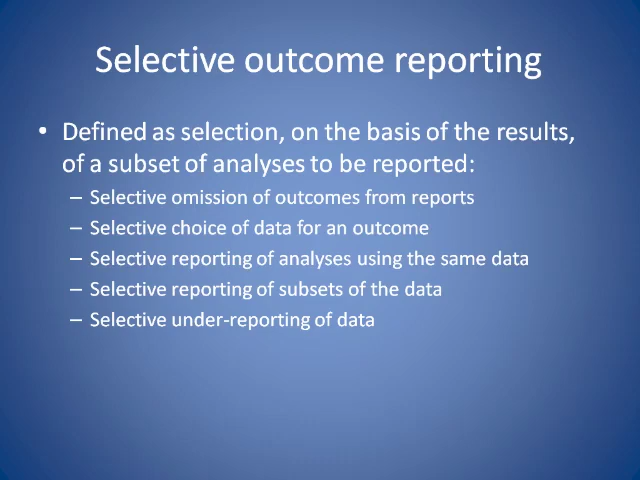 Selective outcome reporting
• Defined as selection, on the basis of the results,
of a subset of analyses to be reported:
– Selective omission of outcomes from reports
– Selective choice of data for an outcome
– Selective reporting of analyses using the same data
– Selective reporting of subsets of the data
– Selective under-reporting of data